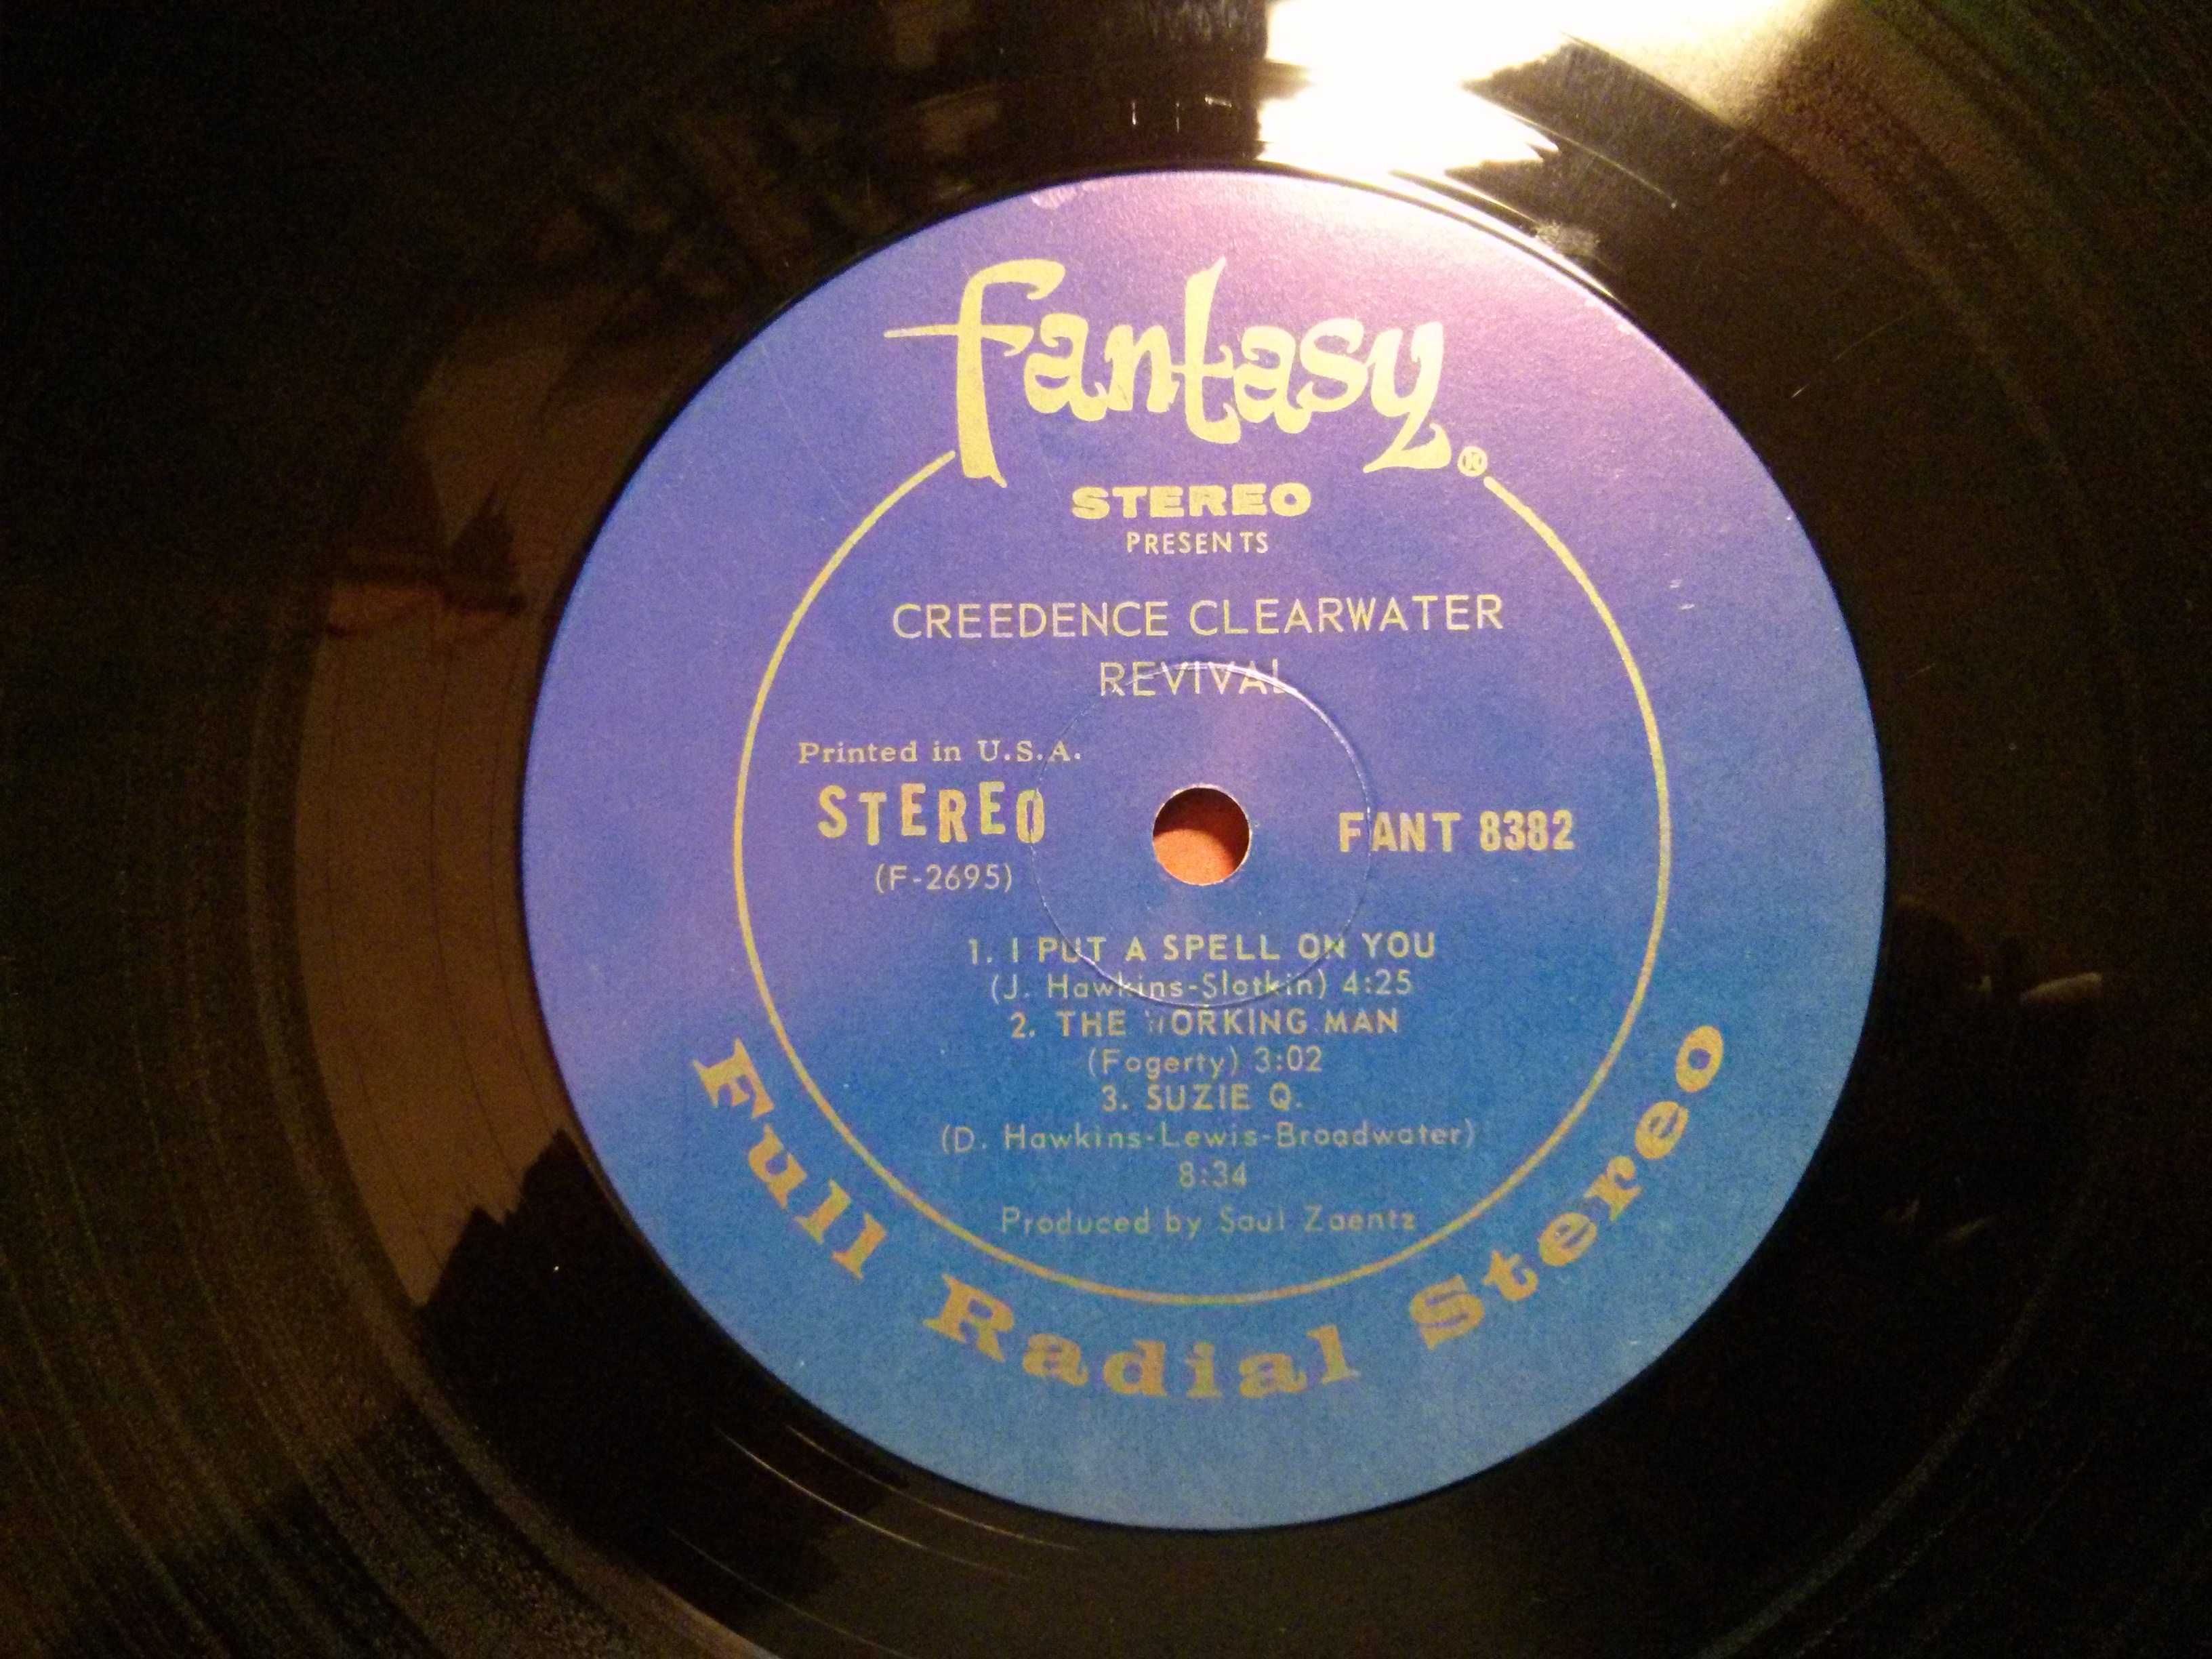 fantasy®
STEREO
PRESENTS
CREEDENCE CLEARWATER
REVIVAL
Printed in U.S.A.
STEREO
(F-2695)
FANT 8382
1. I PUT A SPELL ON YOU
(J. Hawkins-Slotkin) 4:25
2. THE WORKING MAN
(Fogerty) 3:02
3. SUZIE Q.
(D. Hawkins-Lewis-Broadwater)
8:34
Produced by Saul Zaentz
Full Radial Stereo